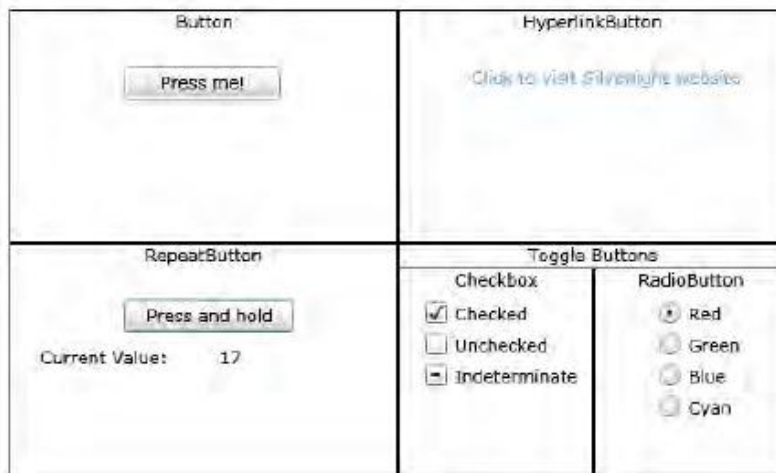 Button
Press me!
HyperlinkButton
Click to visit Silverlight website
RepeatButton
Press and hold
Current Value: 17
Toggle Buttons
Checkbox
Checked
Unchecked
Indeterminate
RadioButton
Red
Green
Blue
Cyan